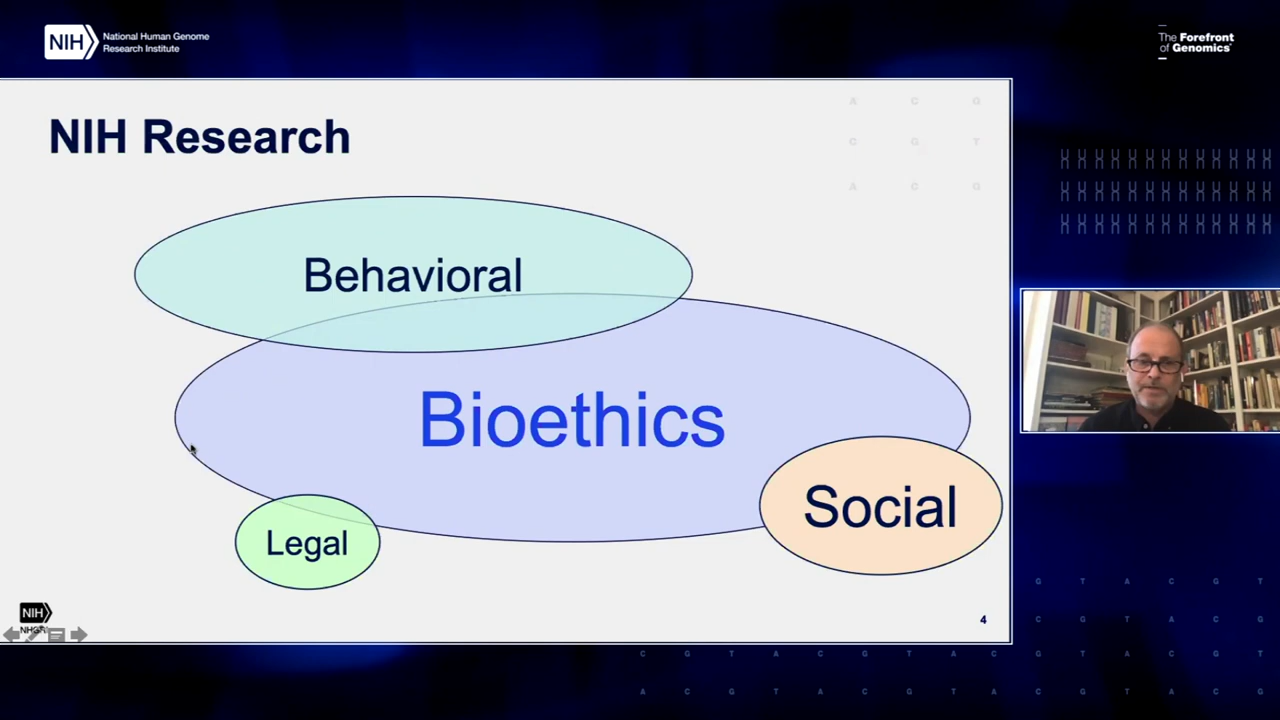 NIH National Human Genome
Research Institute
The Forefront
of Genomics
NIH Research
A C G
C G T
A C G
Behavioral
Bioethics
Social
Legal
NIH
4
G T A C G T
C G T A C G
C G T A C G T A C G T A C G T
A C G T A C G T A C G T A C G